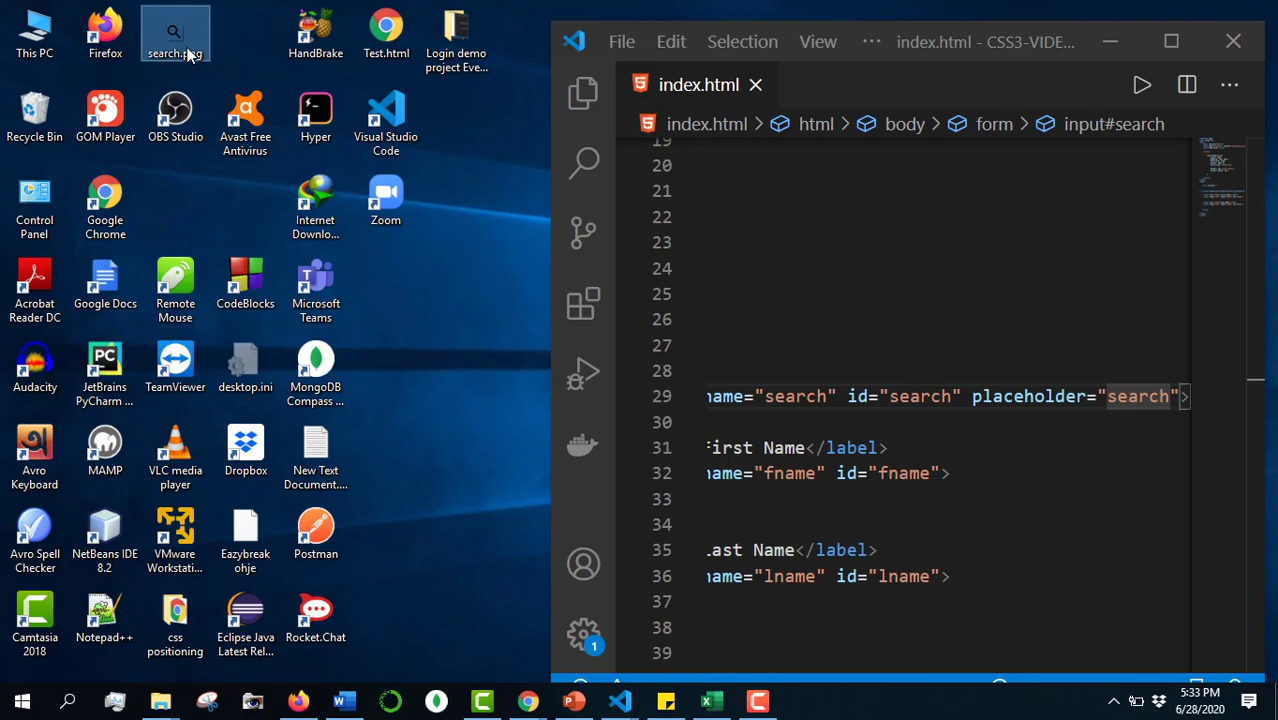 This PC
Firefox
search.png
HandBrake
Test.html
Login demo
project Eve...
Recycle Bin
GOM Player
OBS Studio
Avast Free
Antivirus
Hyper
Visual Studio
Code
Control
Panel
Google
Chrome
Internet
Downlo...
Zoom
Acrobat
Reader DC
Google Docs
Remote
Mouse
CodeBlocks
Microsoft
Teams
Audacity
JetBrains
PyCharm ...
TeamViewer
desktop.ini
MongoDB
Compass ...
Avro
Keyboard
MAMP
VLC media
player
Dropbox
New Text
Document....
Avro Spell
Checker
NetBeans IDE
8.2
VMware
Workstati...
Eazybreak
ohje
Postman
Camtasia
2018
Notepad++
css
positioning
Eclipse Java
Latest Rel...
Rocket.Chat
File Edit Selection View ··· index.html - CSS3-VIDE...
index.html
index.html > html > body > form > input#search
19
20
21
22
23
24
25
26
27
28
29 name="search" id="search" placeholder="search">
30
31 First Name</label>
32 name="fname" id="fname">
33
34
35 Last Name</label>
36 name="lname" id="lname">
37
38
39
1
5:33 PM
6/28/2020